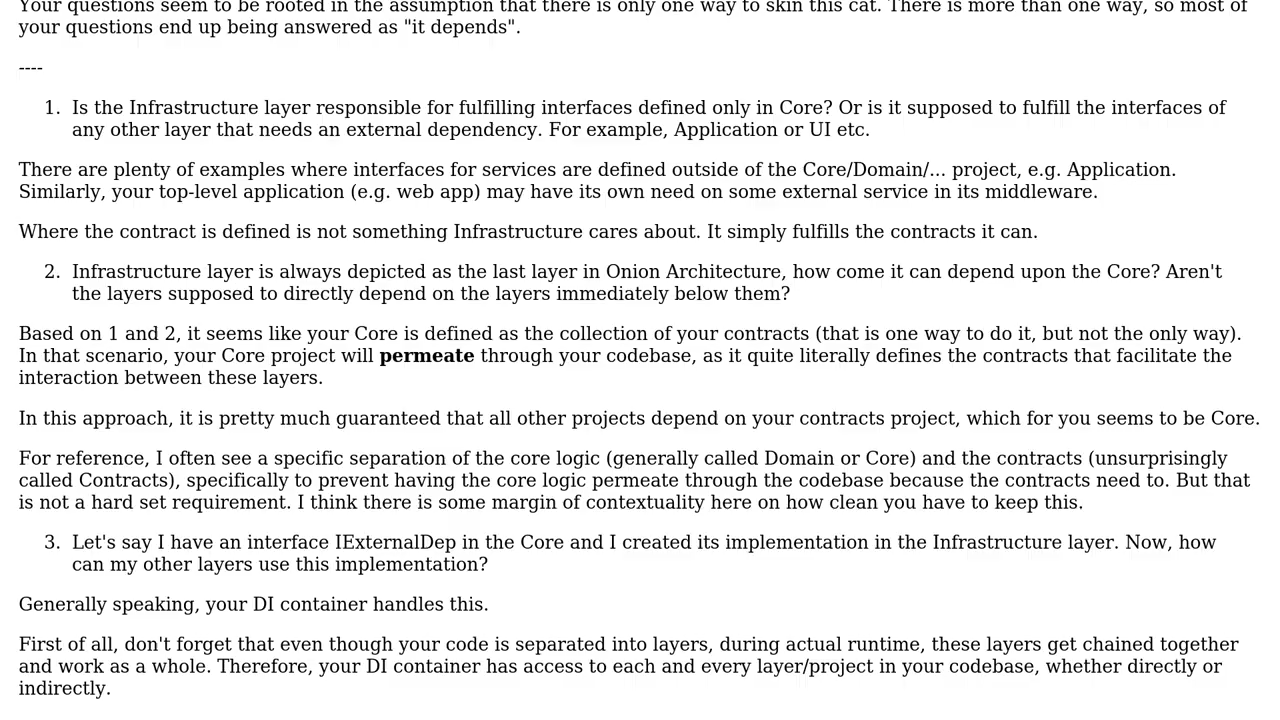 Your questions seem to be rooted in the assumption that there is only one way to skin this cat. There is more than one way, so most of
your questions end up being answered as "it depends".
----
1. Is the Infrastructure layer responsible for fulfilling interfaces defined only in Core? Or is it supposed to fulfill the interfaces of
any other layer that needs an external dependency. For example, Application or UI etc.
There are plenty of examples where interfaces for services are defined outside of the Core/Domain/... project, e.g. Application.
Similarly, your top-level application (e.g. web app) may have its own need on some external service in its middleware.
Where the contract is defined is not something Infrastructure cares about. It simply fulfills the contracts it can.
2. Infrastructure layer is always depicted as the last layer in Onion Architecture, how come it can depend upon the Core? Aren't
the layers supposed to directly depend on the layers immediately below them?
Based on 1 and 2, it seems like your Core is defined as the collection of your contracts (that is one way to do it, but not the only way).
In that scenario, your Core project will permeate through your codebase, as it quite literally defines the contracts that facilitate the
interaction between these layers.
In this approach, it is pretty much guaranteed that all other projects depend on your contracts project, which for you seems to be Core.
For reference, I often see a specific separation of the core logic (generally called Domain or Core) and the contracts (unsurprisingly
called Contracts), specifically to prevent having the core logic permeate through the codebase because the contracts need to. But that
is not a hard set requirement. I think there is some margin of contextuality here on how clean you have to keep this.
3. Let's say I have an interface IExternalDep in the Core and I created its implementation in the Infrastructure layer. Now, how
can my other layers use this implementation?
Generally speaking, your DI container handles this.
First of all, don't forget that even though your code is separated into layers, during actual runtime, these layers get chained together
and work as a whole. Therefore, your DI container has access to each and every layer/project in your codebase, whether directly or
indirectly.